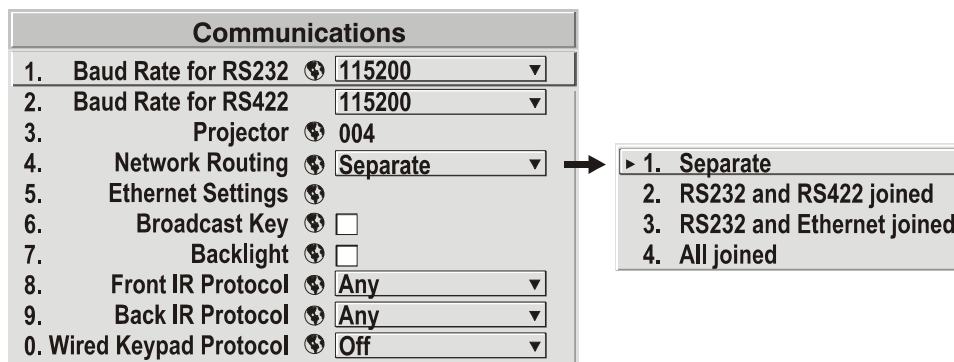 Communications
1. Baud Rate for RS232 115200
2. Baud Rate for RS422 115200
3. Projector 004
4. Network Routing Separate
5. Ethernet Settings
6. Broadcast Key
7. Backlight
8. Front IR Protocol Any
9. Back IR Protocol Any
0. Wired Keypad Protocol Off
1. Separate
2. RS232 and RS422 joined
3. RS232 and Ethernet joined
4. All joined